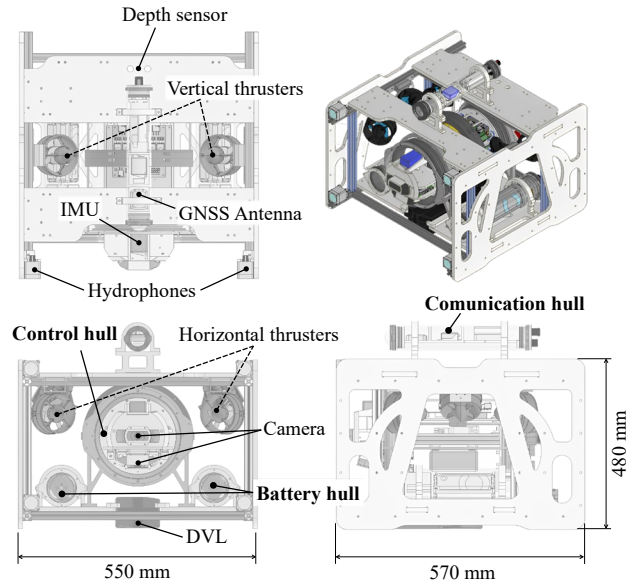 Depth sensor
Vertical thrusters
IMU
GNSS Antenna
Hydrophones
Comunication hull
Control hull
Horizontal thrusters
Camera
Battery hull
DVL
480 mm
550 mm
570 mm